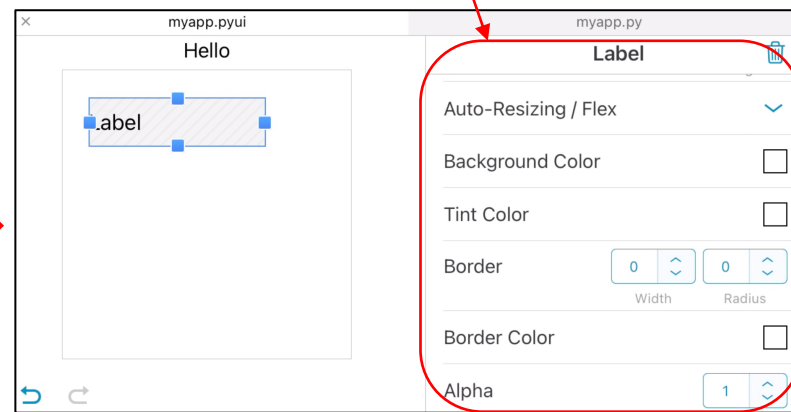 × myapp.pyui myapp.py
Hello
Label
Label
Auto-Resizing / Flex
Background Color
Tint Color
Border 0 0
Width Radius
Border Color
Alpha 1